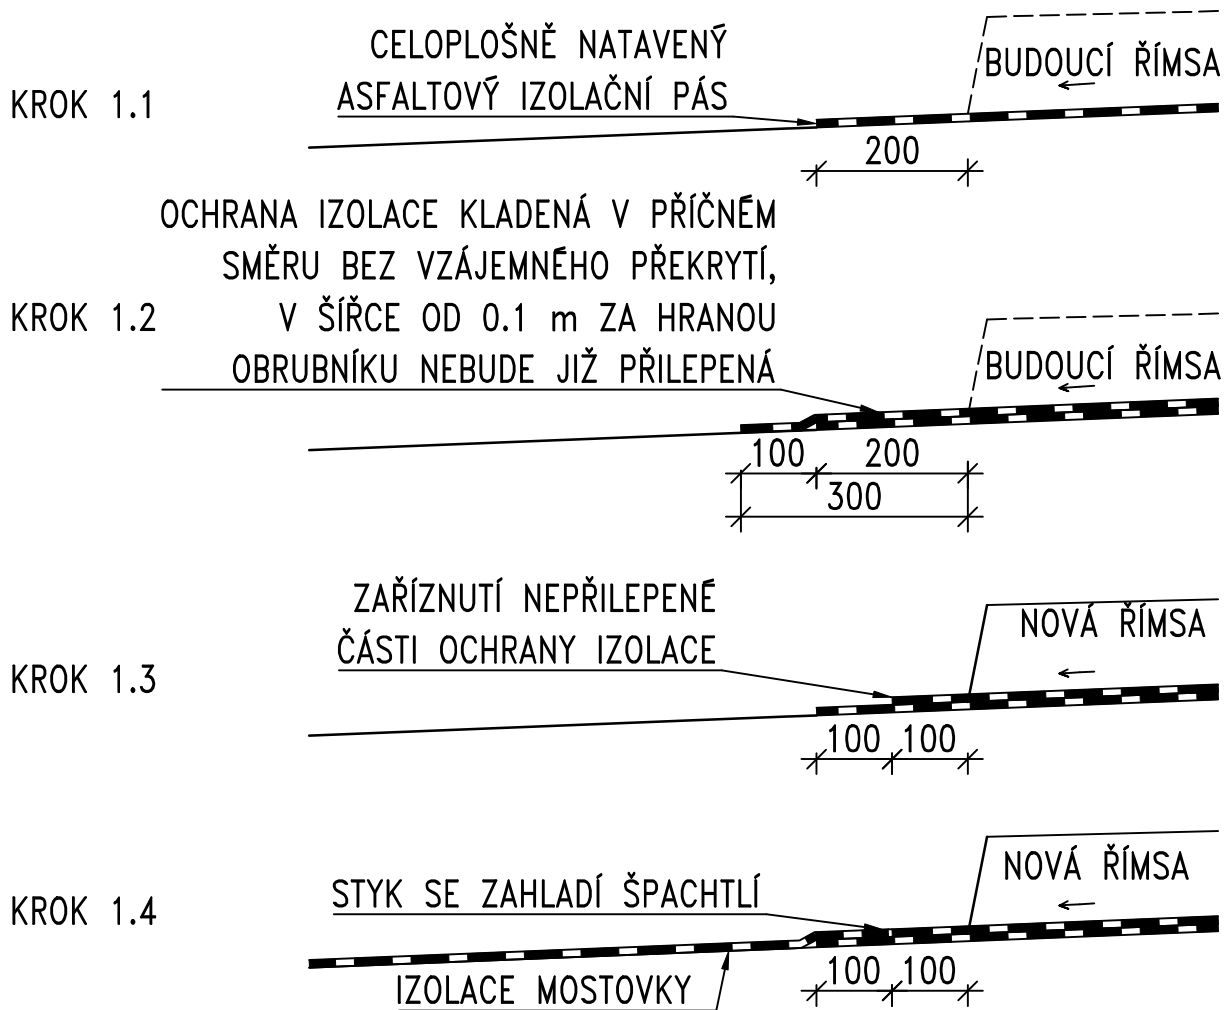 KROK 1.1
CELOPLOŠNĚ NATAVENÝ
ASFALTOVÝ IZOLAČNÍ PÁS
BUDOUCÍ ŘÍMSA
200
KROK 1.2
OCHRANA IZOLACE KLADENÁ V PŘÍČNÉM
SMĚRU BEZ VZÁJEMNÉHO PŘEKRYTÍ,
V ŠÍŘCE OD 0.1 m ZA HRANOU
OBRUBNÍKU NEBUDE JIŽ PŘILEPENÁ
BUDOUCÍ ŘÍMSA
100
200
300
KROK 1.3
ZAŘÍZNUTÍ NEPŘILEPENÉ
ČÁSTI OCHRANY IZOLACE
NOVÁ ŘÍMSA
100
100
KROK 1.4
STYK SE ZAHLADÍ ŠPACHTLÍ
NOVÁ ŘÍMSA
IZOLACE MOSTOVKY
100
100